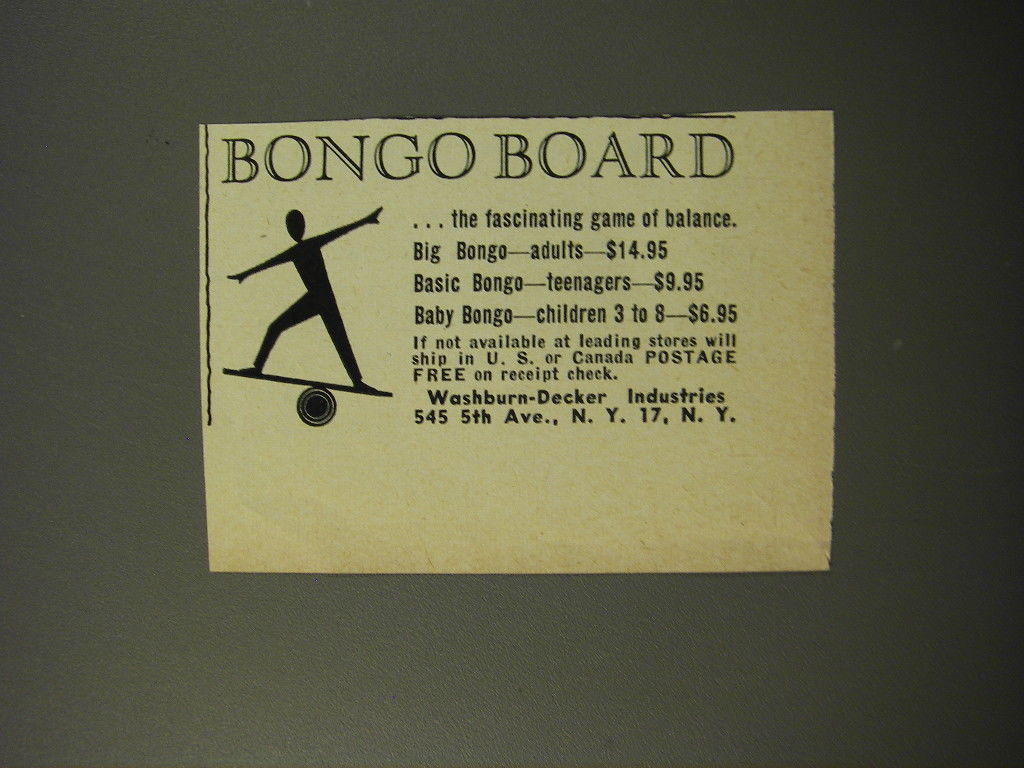 BONGO BOARD
. . . the fascinating game of balance.
Big Bongo—adults—$14.95
Basic Bongo—teenagers—$9.95
Baby Bongo—children 3 to 8—$6.95
If not available at leading stores will
ship in U. S. or Canada POSTAGE
FREE on receipt check.
Washburn-Decker Industries
545 5th Ave., N. Y. 17, N. Y.